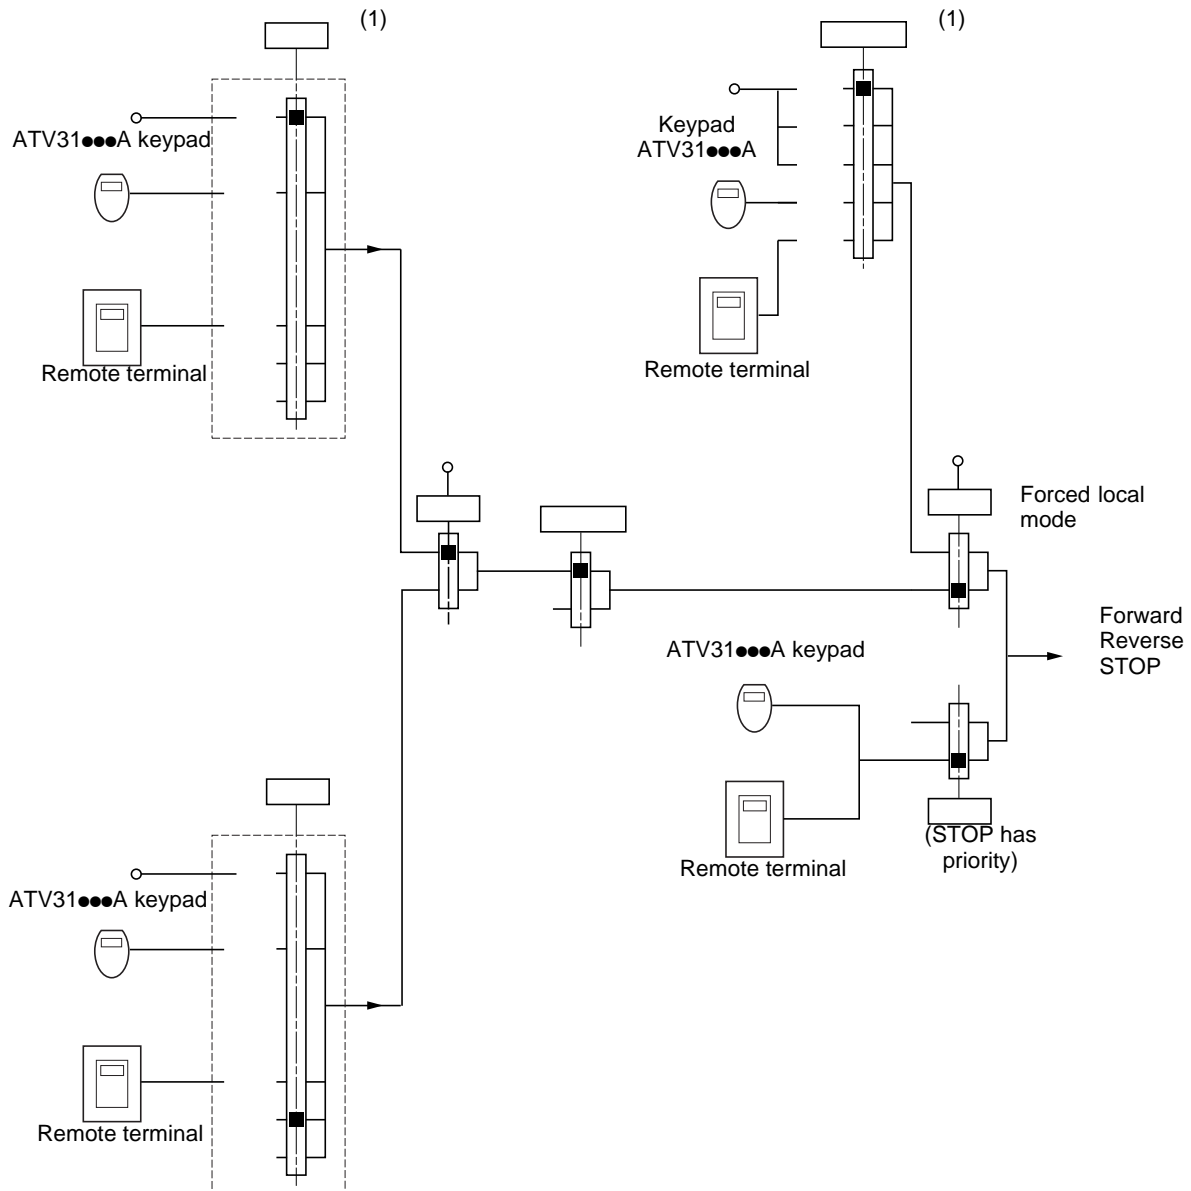 (1)
(1)
ATV31●●●A keypad
Keypad
ATV31●●●A
Remote terminal
Remote terminal
Forced local
mode
Forward
Reverse
STOP
ATV31●●●A keypad
(STOP has
priority)
Remote terminal
ATV31●●●A keypad
Remote terminal